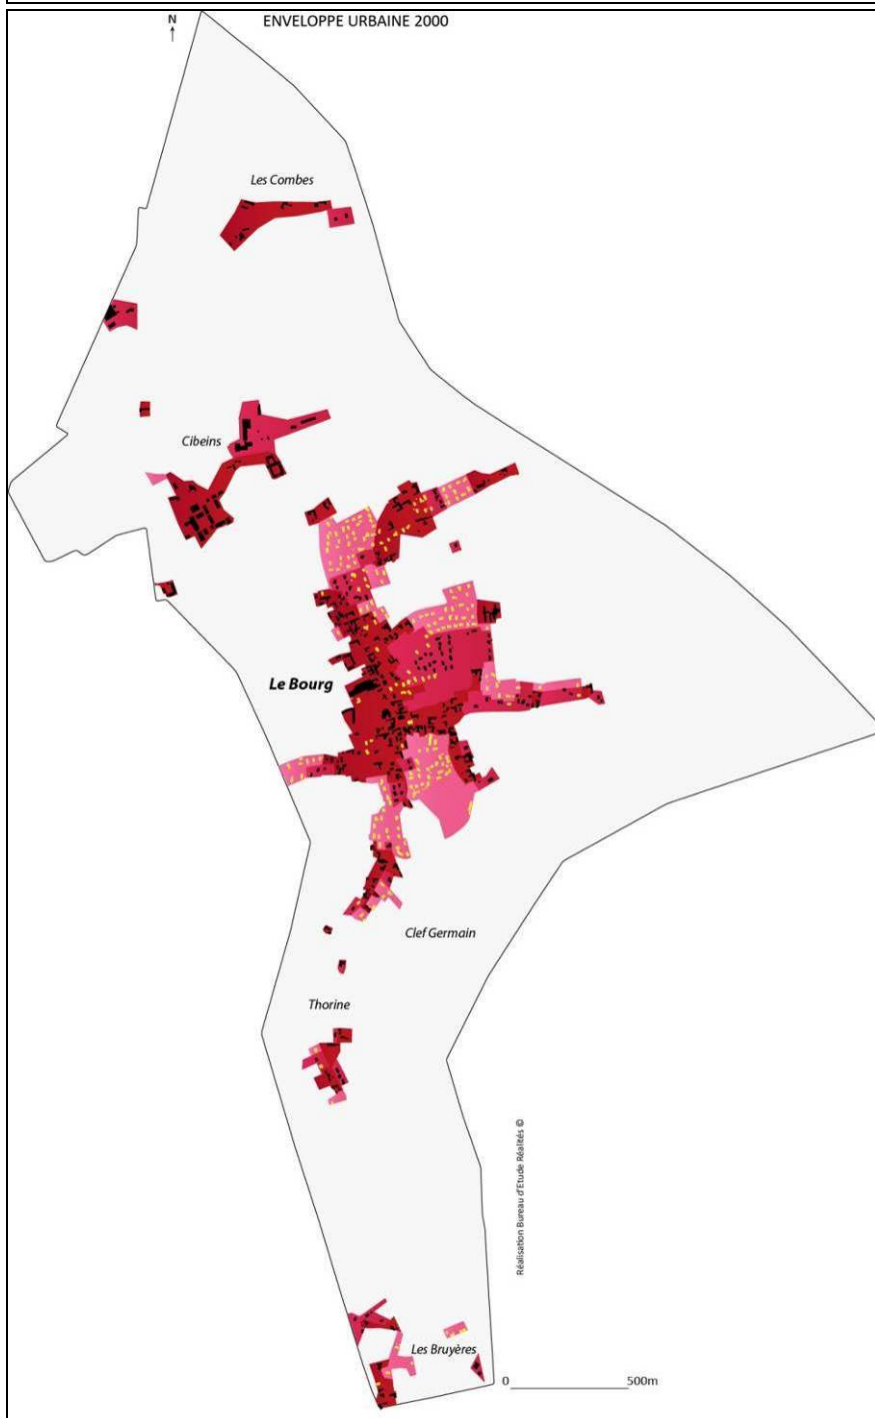 N
ENVELOPPE URBAINE 2000
Les Combes
Cibeins
Le Bourg
Clef Germain
Thorine
Réalisation Bureau d'Etude Réalités ©
Les Bruyères
0
500m